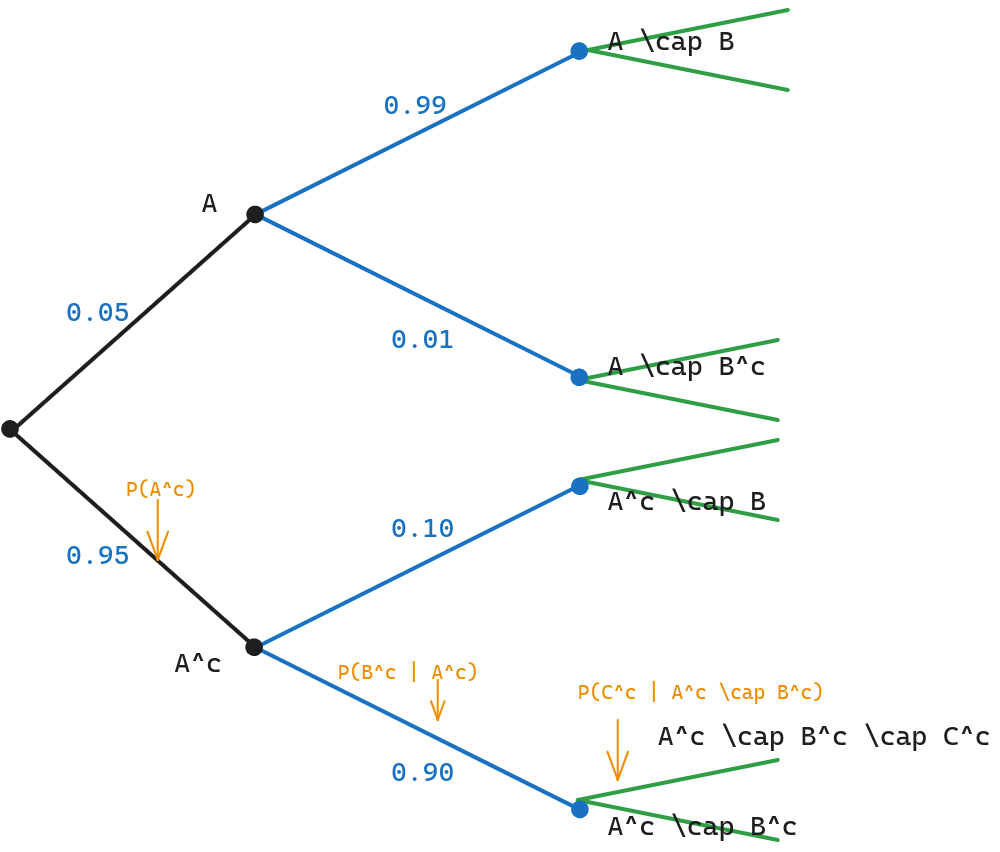 A \cap B
0.99
A
0.05
0.01
A \cap B^c
P(A^c)
A^c \cap B
0.10
0.95
A^c
P(B^c | A^c)
P(C^c | A^c \cap B^c)
A^c \cap B^c \cap C^c
0.90
A^c \cap B^c